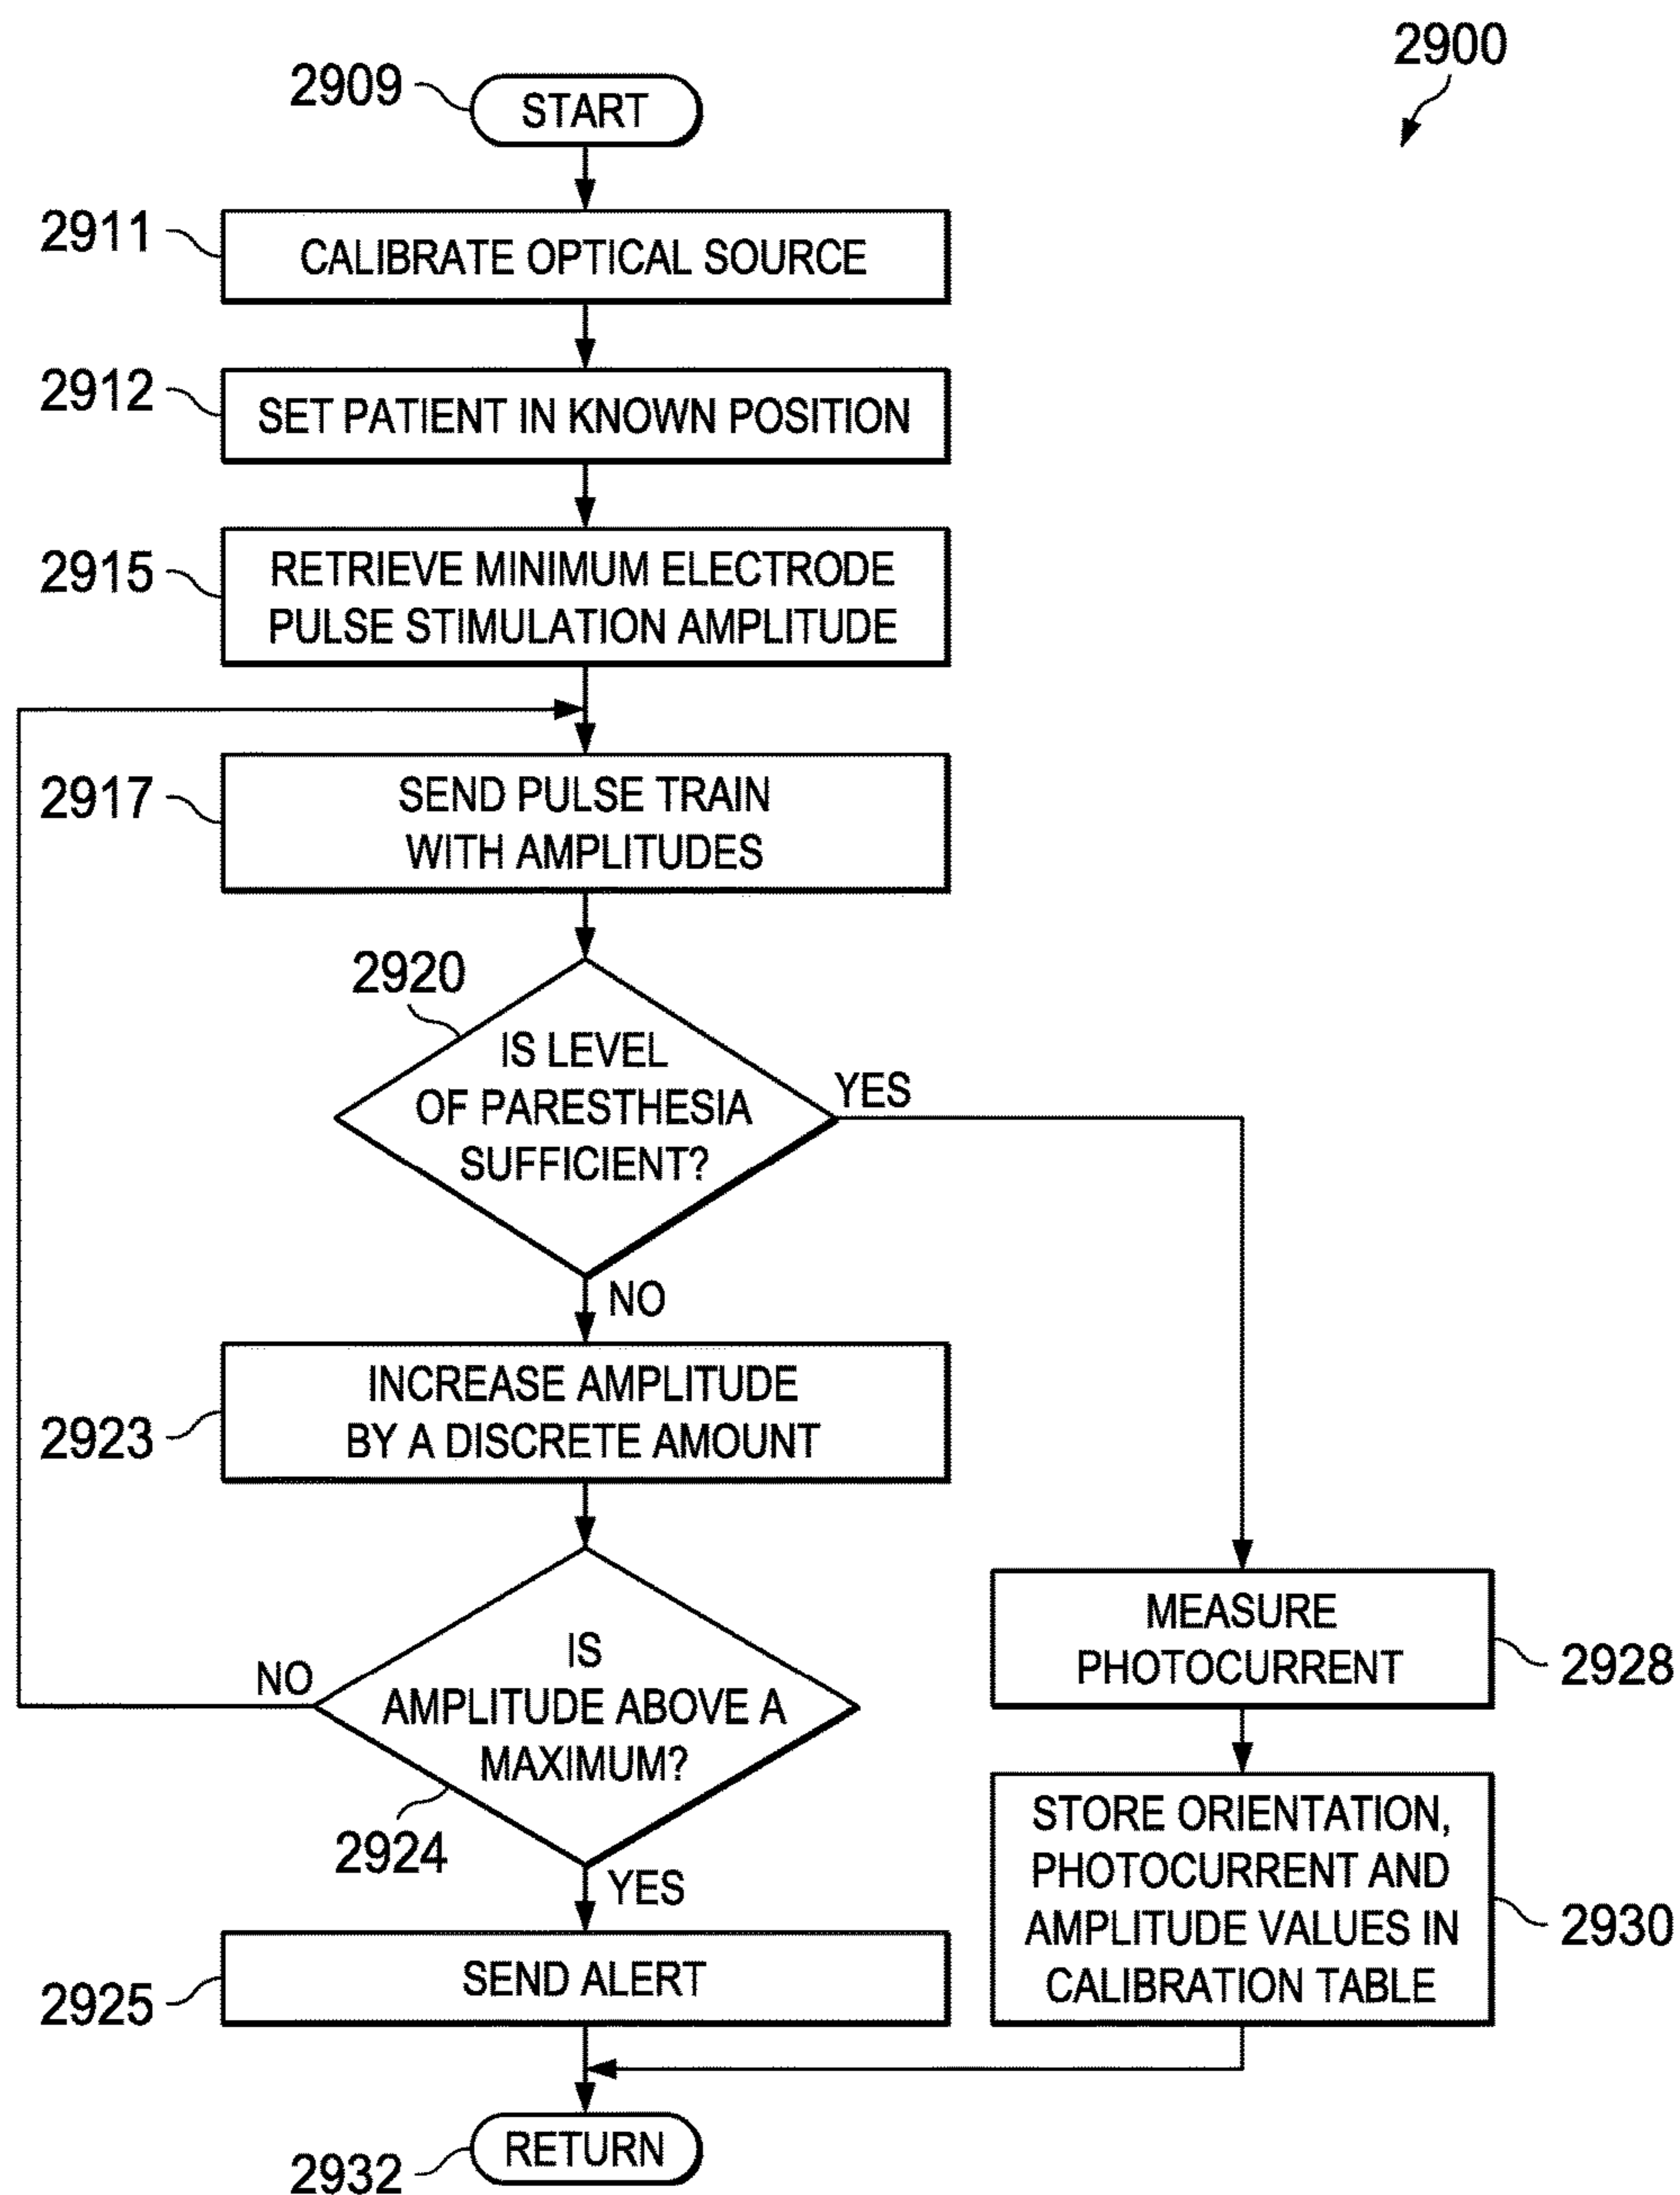 2900
2909
START
2911
CALIBRATE OPTICAL SOURCE
2912
SET PATIENT IN KNOWN POSITION
2915
RETRIEVE MINIMUM ELECTRODE
PULSE STIMULATION AMPLITUDE
2917
SEND PULSE TRAIN
WITH AMPLITUDES
2920
IS LEVEL
OF PARESTHESIA
SUFFICIENT?
YES
NO
2923
INCREASE AMPLITUDE
BY A DISCRETE AMOUNT
NO
IS
AMPLITUDE ABOVE A
MAXIMUM?
2924
YES
2925
SEND ALERT
MEASURE
PHOTOCURRENT
2928
STORE ORIENTATION,
PHOTOCURRENT AND
AMPLITUDE VALUES IN
CALIBRATION TABLE
2930
RETURN
2932